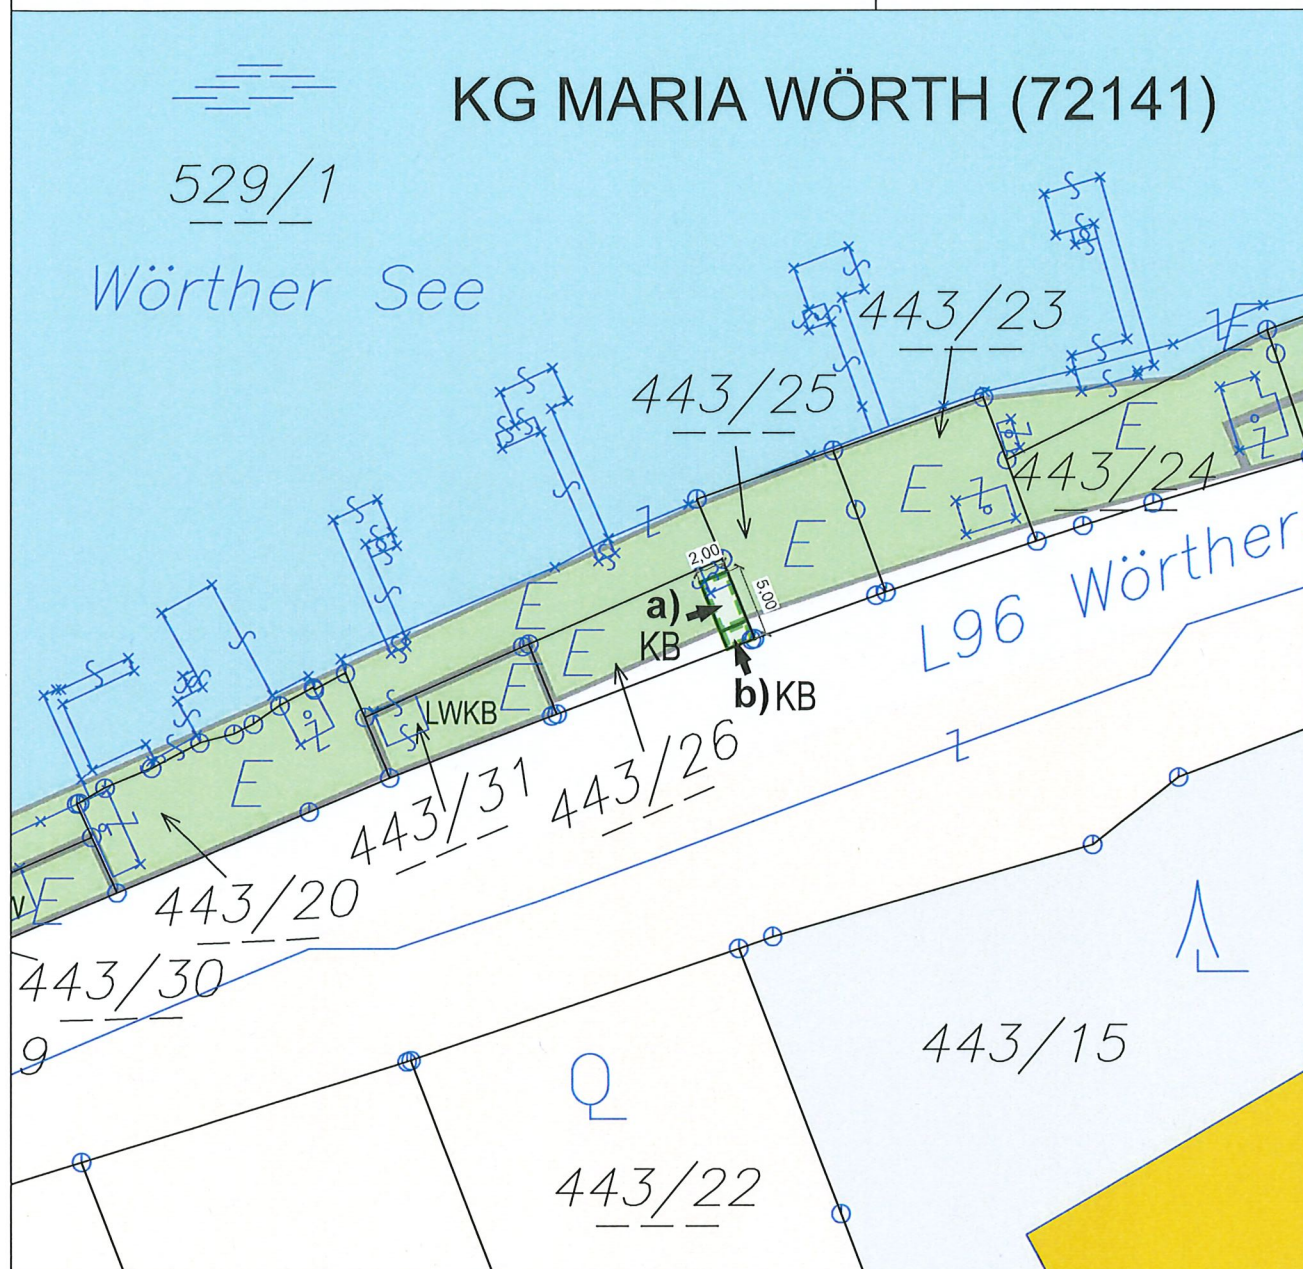 KG MARIA WÖRTH (72141)
529/1
Wörther See
443/23
443/25
443/24
E
E
E
E
2,00
5.00
a)
KB
b) KB
E
E
E
LWKB
L96 Wörther
443/26
443/31
E
443/20
E
443/30
9
443/15
443/22